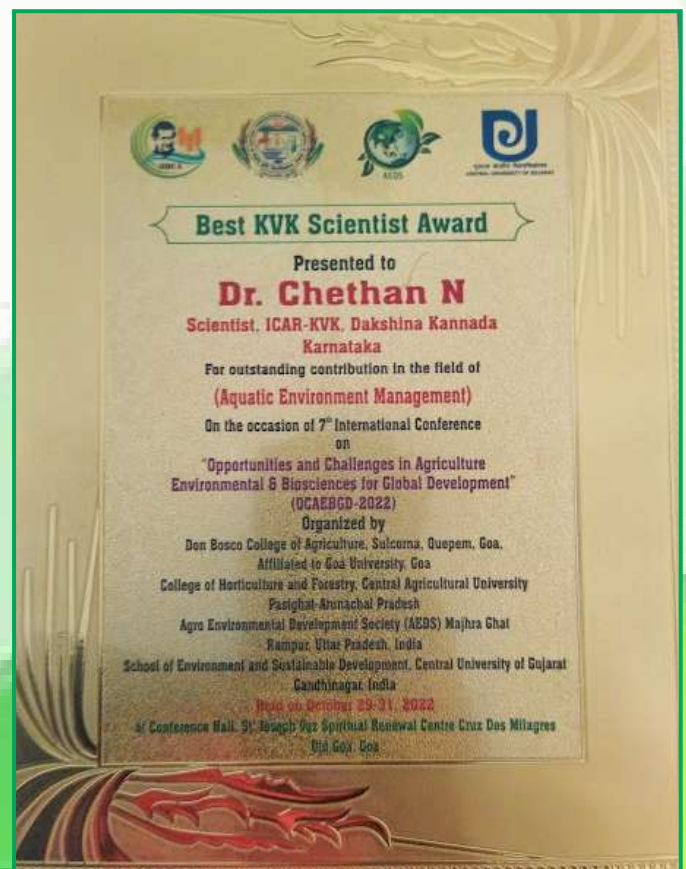 AEDS
CENTRAL UNIVERSITY OF GUJARAT
Best KVK Scientist Award
Presented to
Dr. Chethan N
Scientist, ICAR-KVK, Dakshina Kannada
Karnataka
For outstanding contribution in the field of
(Aquatic Environment Management)
On the occasion of 7th International Conference
on
"Opportunities and Challenges in Agriculture
Environmental & Biosciences for Global Development"
(OCAEBGD-2022)
Organized by
Don Bosco College of Agriculture, Sulcorna, Quepem, Goa,
Affiliated to Goa University, Goa
College of Horticulture and Forestry, Central Agricultural University
Pasighat-Arunachal Pradesh
Agro Environmental Development Society (AEDS) Majhra Ghat
Rampur, Uttar Pradesh, India
School of Environment and Sustainable Development, Central University of Gujarat
Gandhinagar, India
Held on October 29-31, 2022
at Conference Hall, St. Joseph Vaz Spiritual Renewal Centre Cruz Dos Milagres
Old Goa, Goa